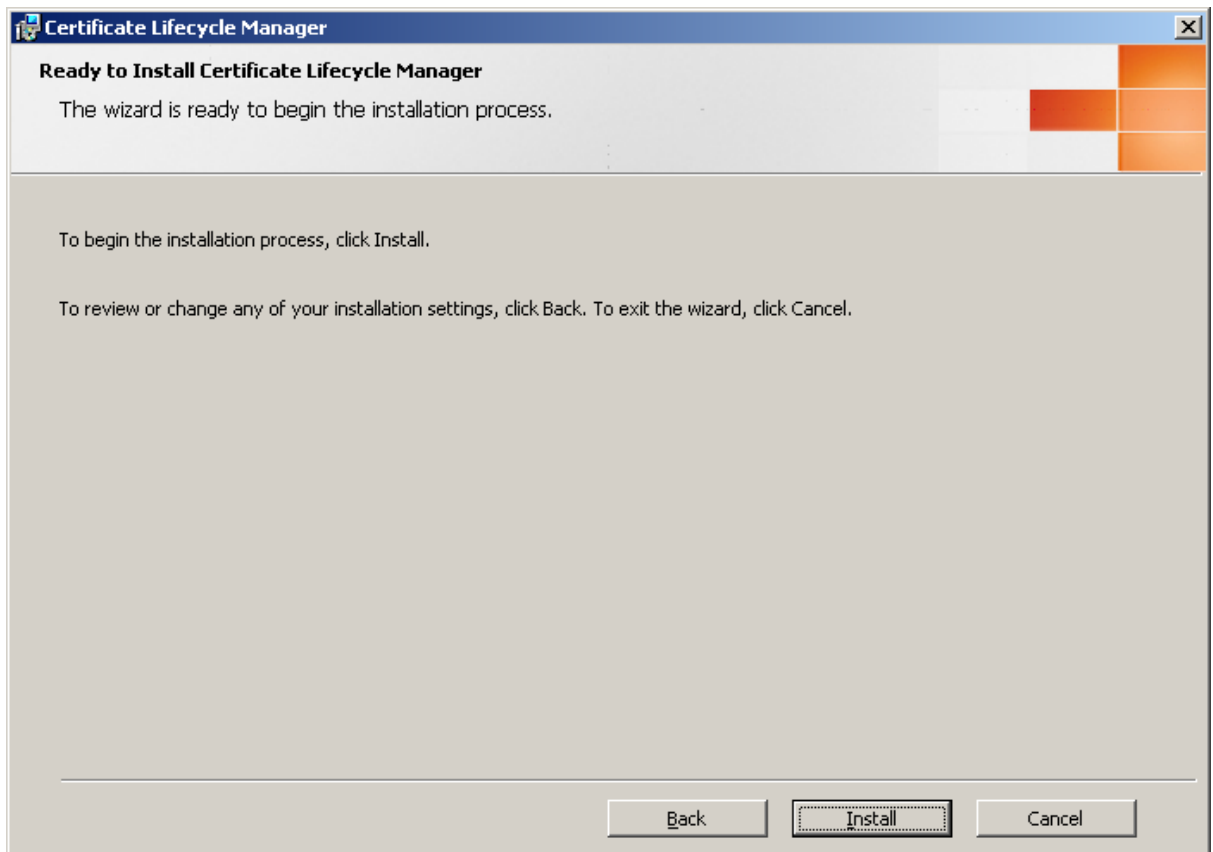 Certificate Lifecycle Manager
Ready to Install Certificate Lifecycle Manager
The wizard is ready to begin the installation process.
To begin the installation process, click Install.
To review or change any of your installation settings, click Back. To exit the wizard, click Cancel.
Back Install Cancel